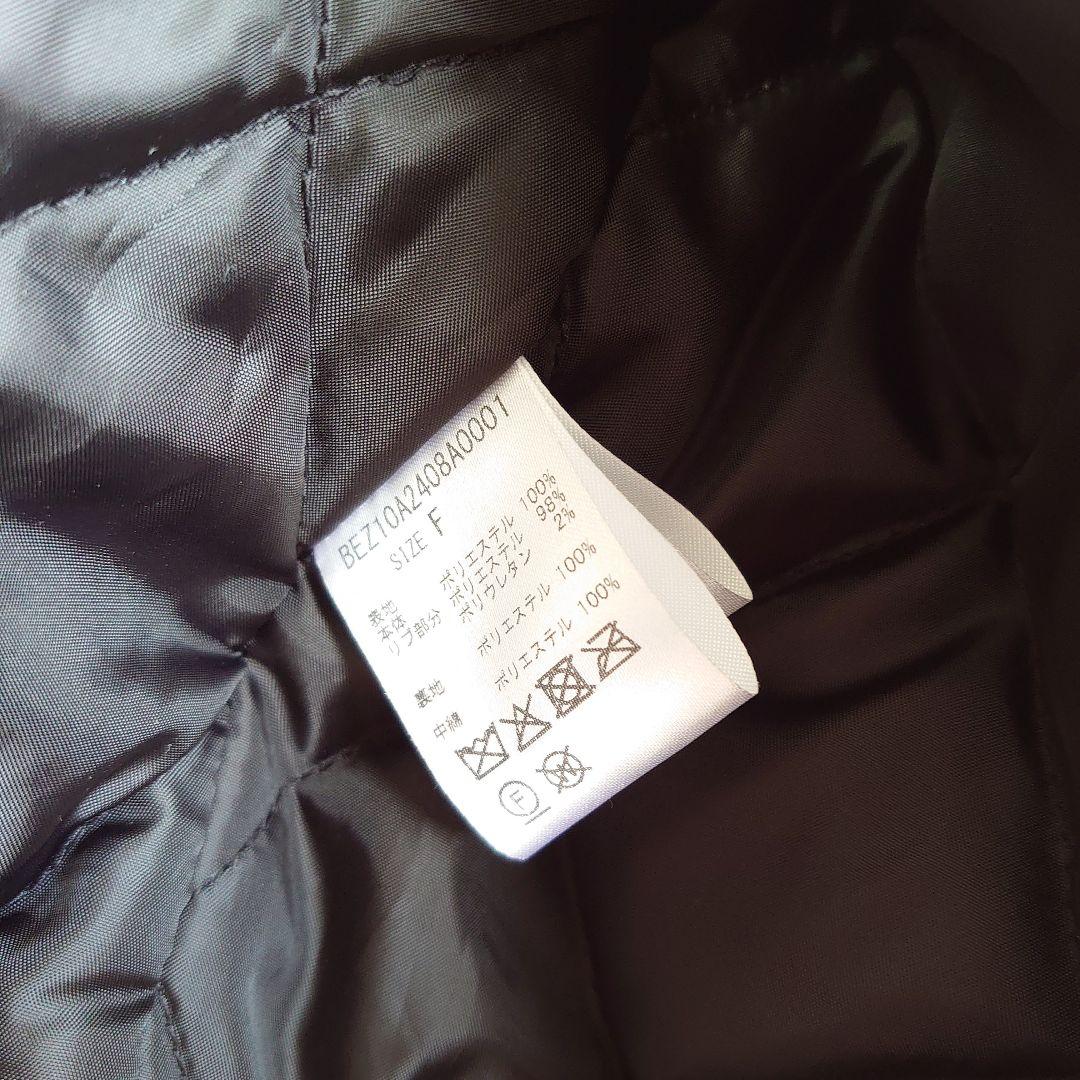 BEZ10A2408A0001
SIZE F
表地
本体 ポリエステル 100%
リブ部分 ポリエステル 98%
ポリウレタン 2%
裏地 ポリエステル 100%
中綿 ポリエステル 100%
F W